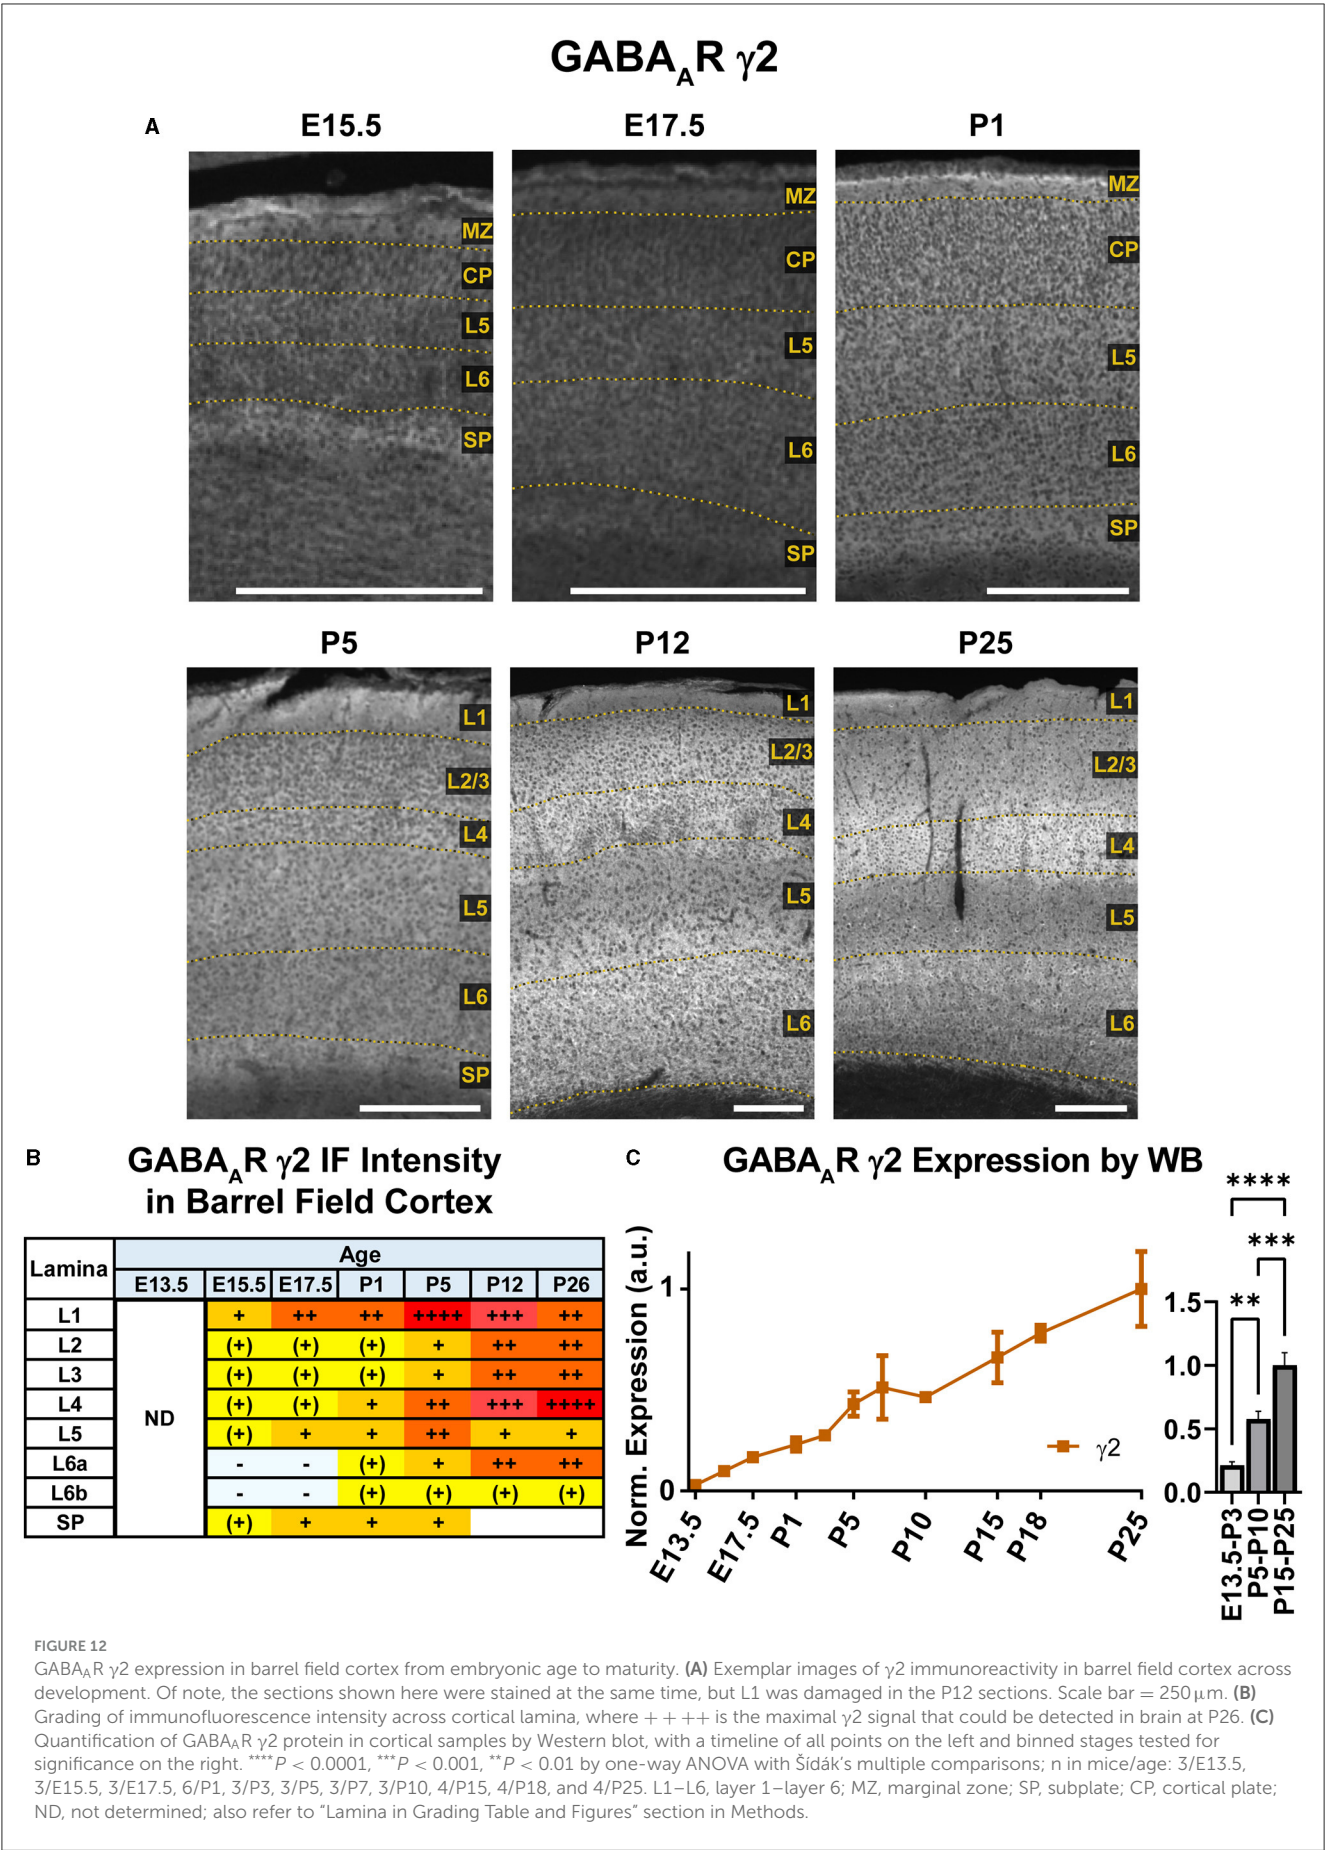 GABAAR γ2
A
E15.5
E17.5
P1
MZ
CP
L5
L6
SP
MZ
CP
L5
L6
SP
MZ
CP
L5
L6
SP
P5
P12
P25
L1
L2/3
L4
L5
L6
SP
L1
L2/3
L4
L5
L6
L1
L2/3
L4
L5
L6
B
GABAAR γ2 IF Intensity
in Barrel Field Cortex
Lamina Age
E13.5 E15.5 E17.5 P1 P5 P12 P26
L1 + ++ ++ ++++ +++ ++
L2 (+) (+) (+) + ++ ++
L3 (+) (+) (+) + ++ ++
L4 (+) (+) + ++ +++ ++++
ND
L5 (+) + + ++ + +
L6a - - (+) + ++ ++
L6b - - (+) (+) (+) (+)
SP (+) + + +
C
GABAAR γ2 Expression by WB
Norm. Expression (a.u.)
1
0
E13.5
E17.5
P1
P5
P10
P15
P18
P25
γ2
****
***
**
1.5
1.0
0.5
0.0
E13.5-P3
P5-P10
P15-P25
FIGURE 12
GABAAR γ2 expression in barrel field cortex from embryonic age to maturity. (A) Exemplar images of γ2 immunoreactivity in barrel field cortex across
development. Of note, the sections shown here were stained at the same time, but L1 was damaged in the P12 sections. Scale bar = 250 μm. (B)
Grading of immunofluorescence intensity across cortical lamina, where + + ++ is the maximal γ2 signal that could be detected in brain at P26. (C)
Quantification of GABAAR γ2 protein in cortical samples by Western blot, with a timeline of all points on the left and binned stages tested for
significance on the right. ****P < 0.0001, ***P < 0.001, **P < 0.01 by one-way ANOVA with Šídák's multiple comparisons; n in mice/age: 3/E13.5,
3/E15.5, 3/E17.5, 6/P1, 3/P3, 3/P5, 3/P7, 3/P10, 4/P15, 4/P18, and 4/P25. L1–L6, layer 1–layer 6; MZ, marginal zone; SP, subplate; CP, cortical plate;
ND, not determined; also refer to "Lamina in Grading Table and Figures" section in Methods.